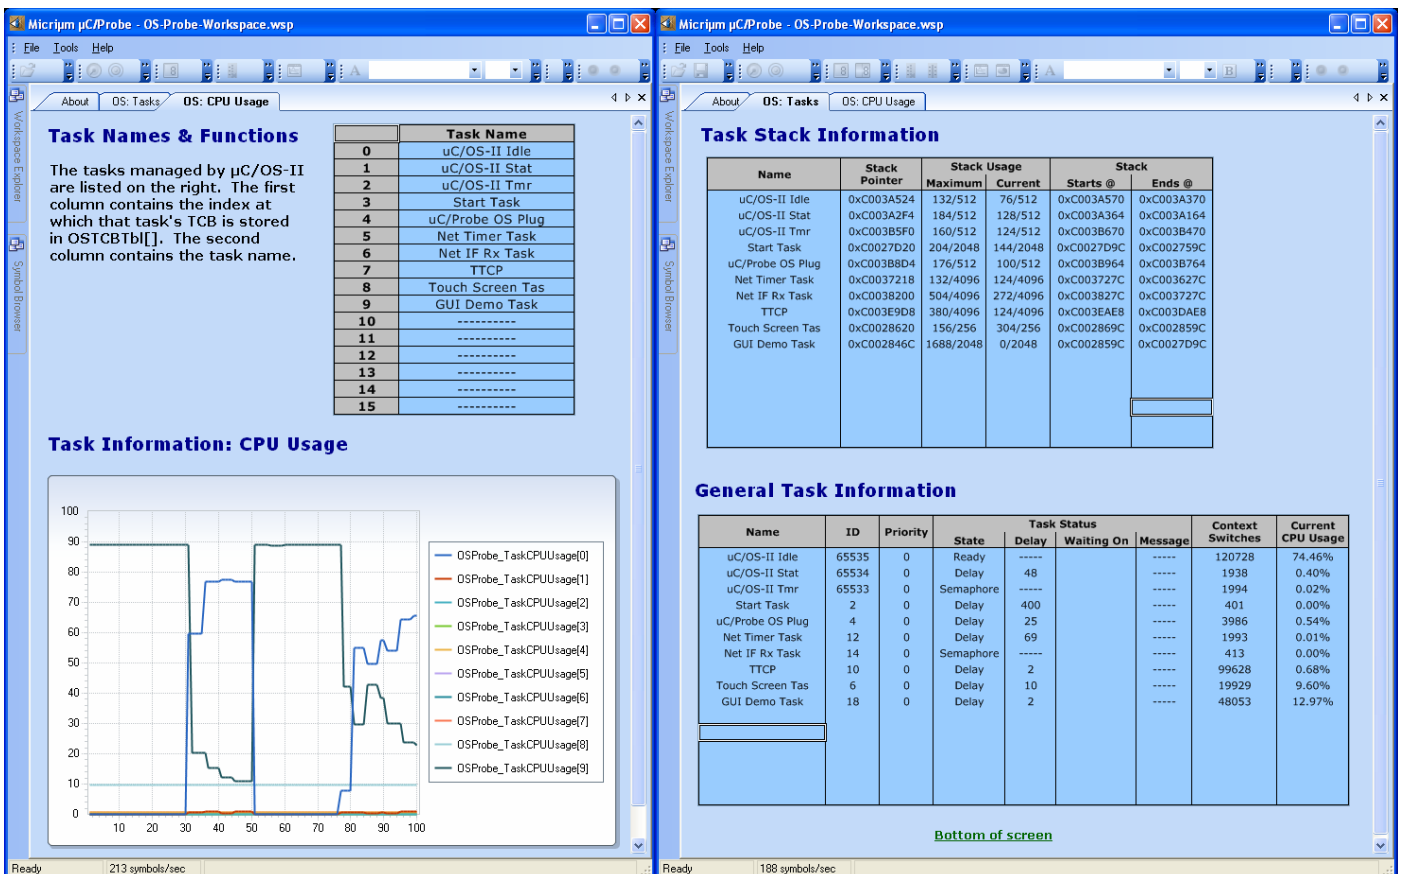 Micriµm µC/Probe - OS-Probe-Workspace.wsp
File Tools Help
About OS: Tasks OS: CPU Usage
Workspace Explorer
Symbol Browser
Task Names & Functions
The tasks managed by µC/OS-II
are listed on the right. The first
column contains the index at
which that task's TCB is stored
in OSTCBTbl[]. The second
column contains the task name.
Task Name
0 uC/OS-II Idle
1 uC/OS-II Stat
2 uC/OS-II Tmr
3 Start Task
4 uC/Probe OS Plug
5 Net Timer Task
6 Net IF Rx Task
7 TTCP
8 Touch Screen Tas
9 GUI Demo Task
10 ----------
11 ----------
12 ----------
13 ----------
14 ----------
15 ----------
Task Information: CPU Usage
100
90
80
70
60
50
40
30
20
10
0
10 20 30 40 50 60 70 80 90 100
OSProbe_TaskCPUUsage[0]
OSProbe_TaskCPUUsage[1]
OSProbe_TaskCPUUsage[2]
OSProbe_TaskCPUUsage[3]
OSProbe_TaskCPUUsage[4]
OSProbe_TaskCPUUsage[5]
OSProbe_TaskCPUUsage[6]
OSProbe_TaskCPUUsage[7]
OSProbe_TaskCPUUsage[8]
OSProbe_TaskCPUUsage[9]
Ready 213 symbols/sec
Micriµm µC/Probe - OS-Probe-Workspace.wsp
File Tools Help
A B
About OS: Tasks OS: CPU Usage
Workspace Explorer
Symbol Browser
Task Stack Information
Name Stack Pointer Stack Usage Stack
Maximum Current Starts @ Ends @
uC/OS-II Idle 0xC003A524 132/512 76/512 0xC003A570 0xC003A370
uC/OS-II Stat 0xC003A2F4 184/512 128/512 0xC003A364 0xC003A164
uC/OS-II Tmr 0xC003B5F0 160/512 124/512 0xC003B670 0xC003B470
Start Task 0xC0027D20 204/2048 144/2048 0xC0027D9C 0xC002759C
uC/Probe OS Plug 0xC003B8D4 176/512 100/512 0xC003B964 0xC003B764
Net Timer Task 0xC0037218 132/4096 124/4096 0xC003727C 0xC003627C
Net IF Rx Task 0xC0038200 504/4096 272/4096 0xC003827C 0xC003727C
TTCP 0xC003E9D8 380/4096 124/4096 0xC003EAE8 0xC003DAE8
Touch Screen Tas 0xC0028620 156/256 304/256 0xC002869C 0xC002859C
GUI Demo Task 0xC002846C 1688/2048 0/2048 0xC002859C 0xC0027D9C
General Task Information
Name ID Priority Task Status Context Switches Current CPU Usage
State Delay Waiting On Message
uC/OS-II Idle 65535 0 Ready ----- ----- 120728 74.46%
uC/OS-II Stat 65534 0 Delay 48 ----- 1938 0.40%
uC/OS-II Tmr 65533 0 Semaphore ----- ----- 1994 0.02%
Start Task 2 0 Delay 400 ----- 401 0.00%
uC/Probe OS Plug 4 0 Delay 25 ----- 3986 0.54%
Net Timer Task 12 0 Delay 69 ----- 1993 0.01%
Net IF Rx Task 14 0 Semaphore ----- ----- 413 0.00%
TTCP 10 0 Delay 2 ----- 99628 0.68%
Touch Screen Tas 6 0 Delay 10 ----- 19929 9.60%
GUI Demo Task 18 0 Delay 2 ----- 48053 12.97%
Bottom of screen
Ready 188 symbols/sec